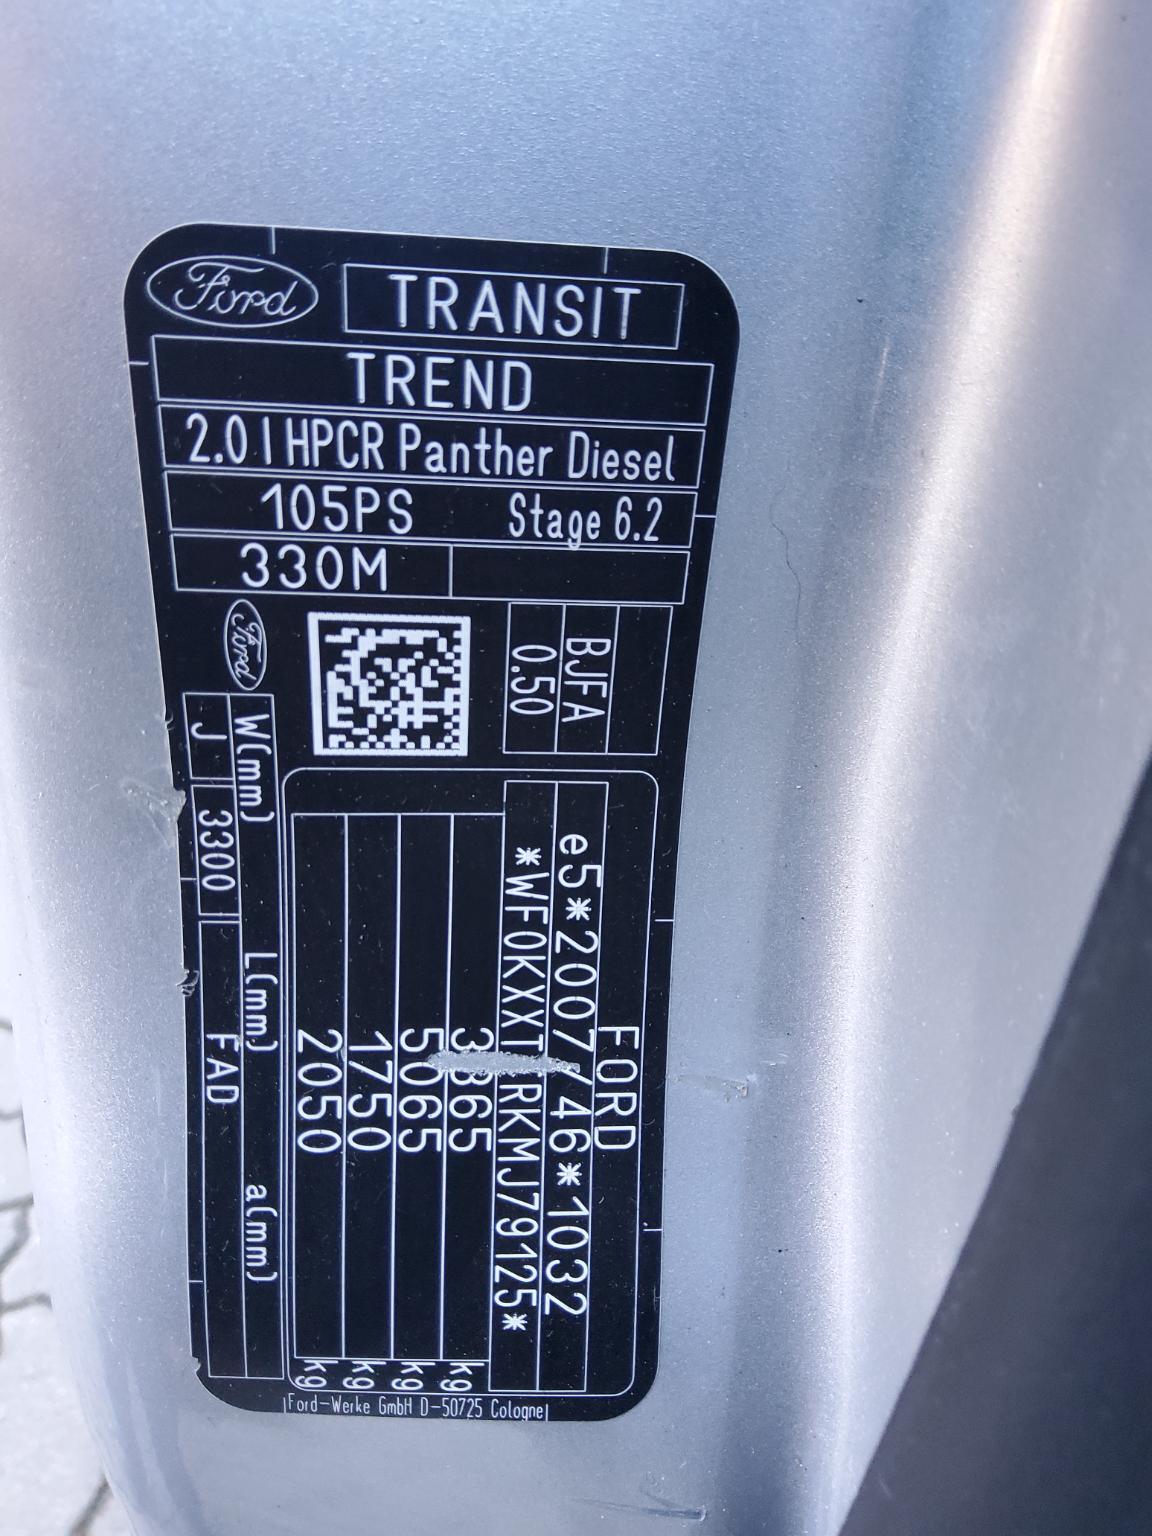 Ford TRANSIT
TREND
2.0 l HPCR Panther Diesel
105PS Stage 6.2
330M
BJFA
0.50
FORD
e5*2007/46*1032
*WF0KXXTTRKMJ79125*
3365 kg
5065 kg
1750 kg
2050 kg
Ford
W(mm) L(mm) a(mm)
J 3300 FAD
Ford-Werke GmbH D-50725 Cologne